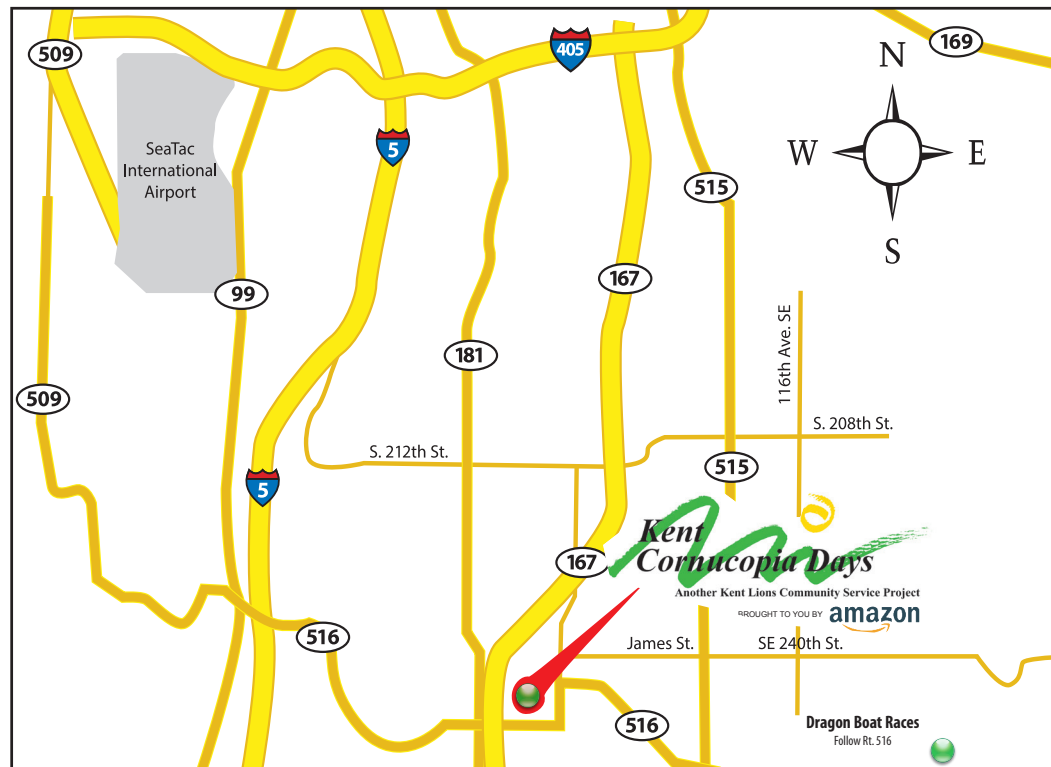 509
405
169
N
SeaTac
International
Airport
5
W
E
515
S
167
99
116th Ave. SE
181
509
S. 208th St.
S. 212th St.
515
5
Kent
Cornucopia Days
167
Another Kent Lions Community Service Project
BROUGHT TO YOU BY amazon
516
James St.
SE 240th St.
516
Dragon Boat Races
Follow Rt. 516